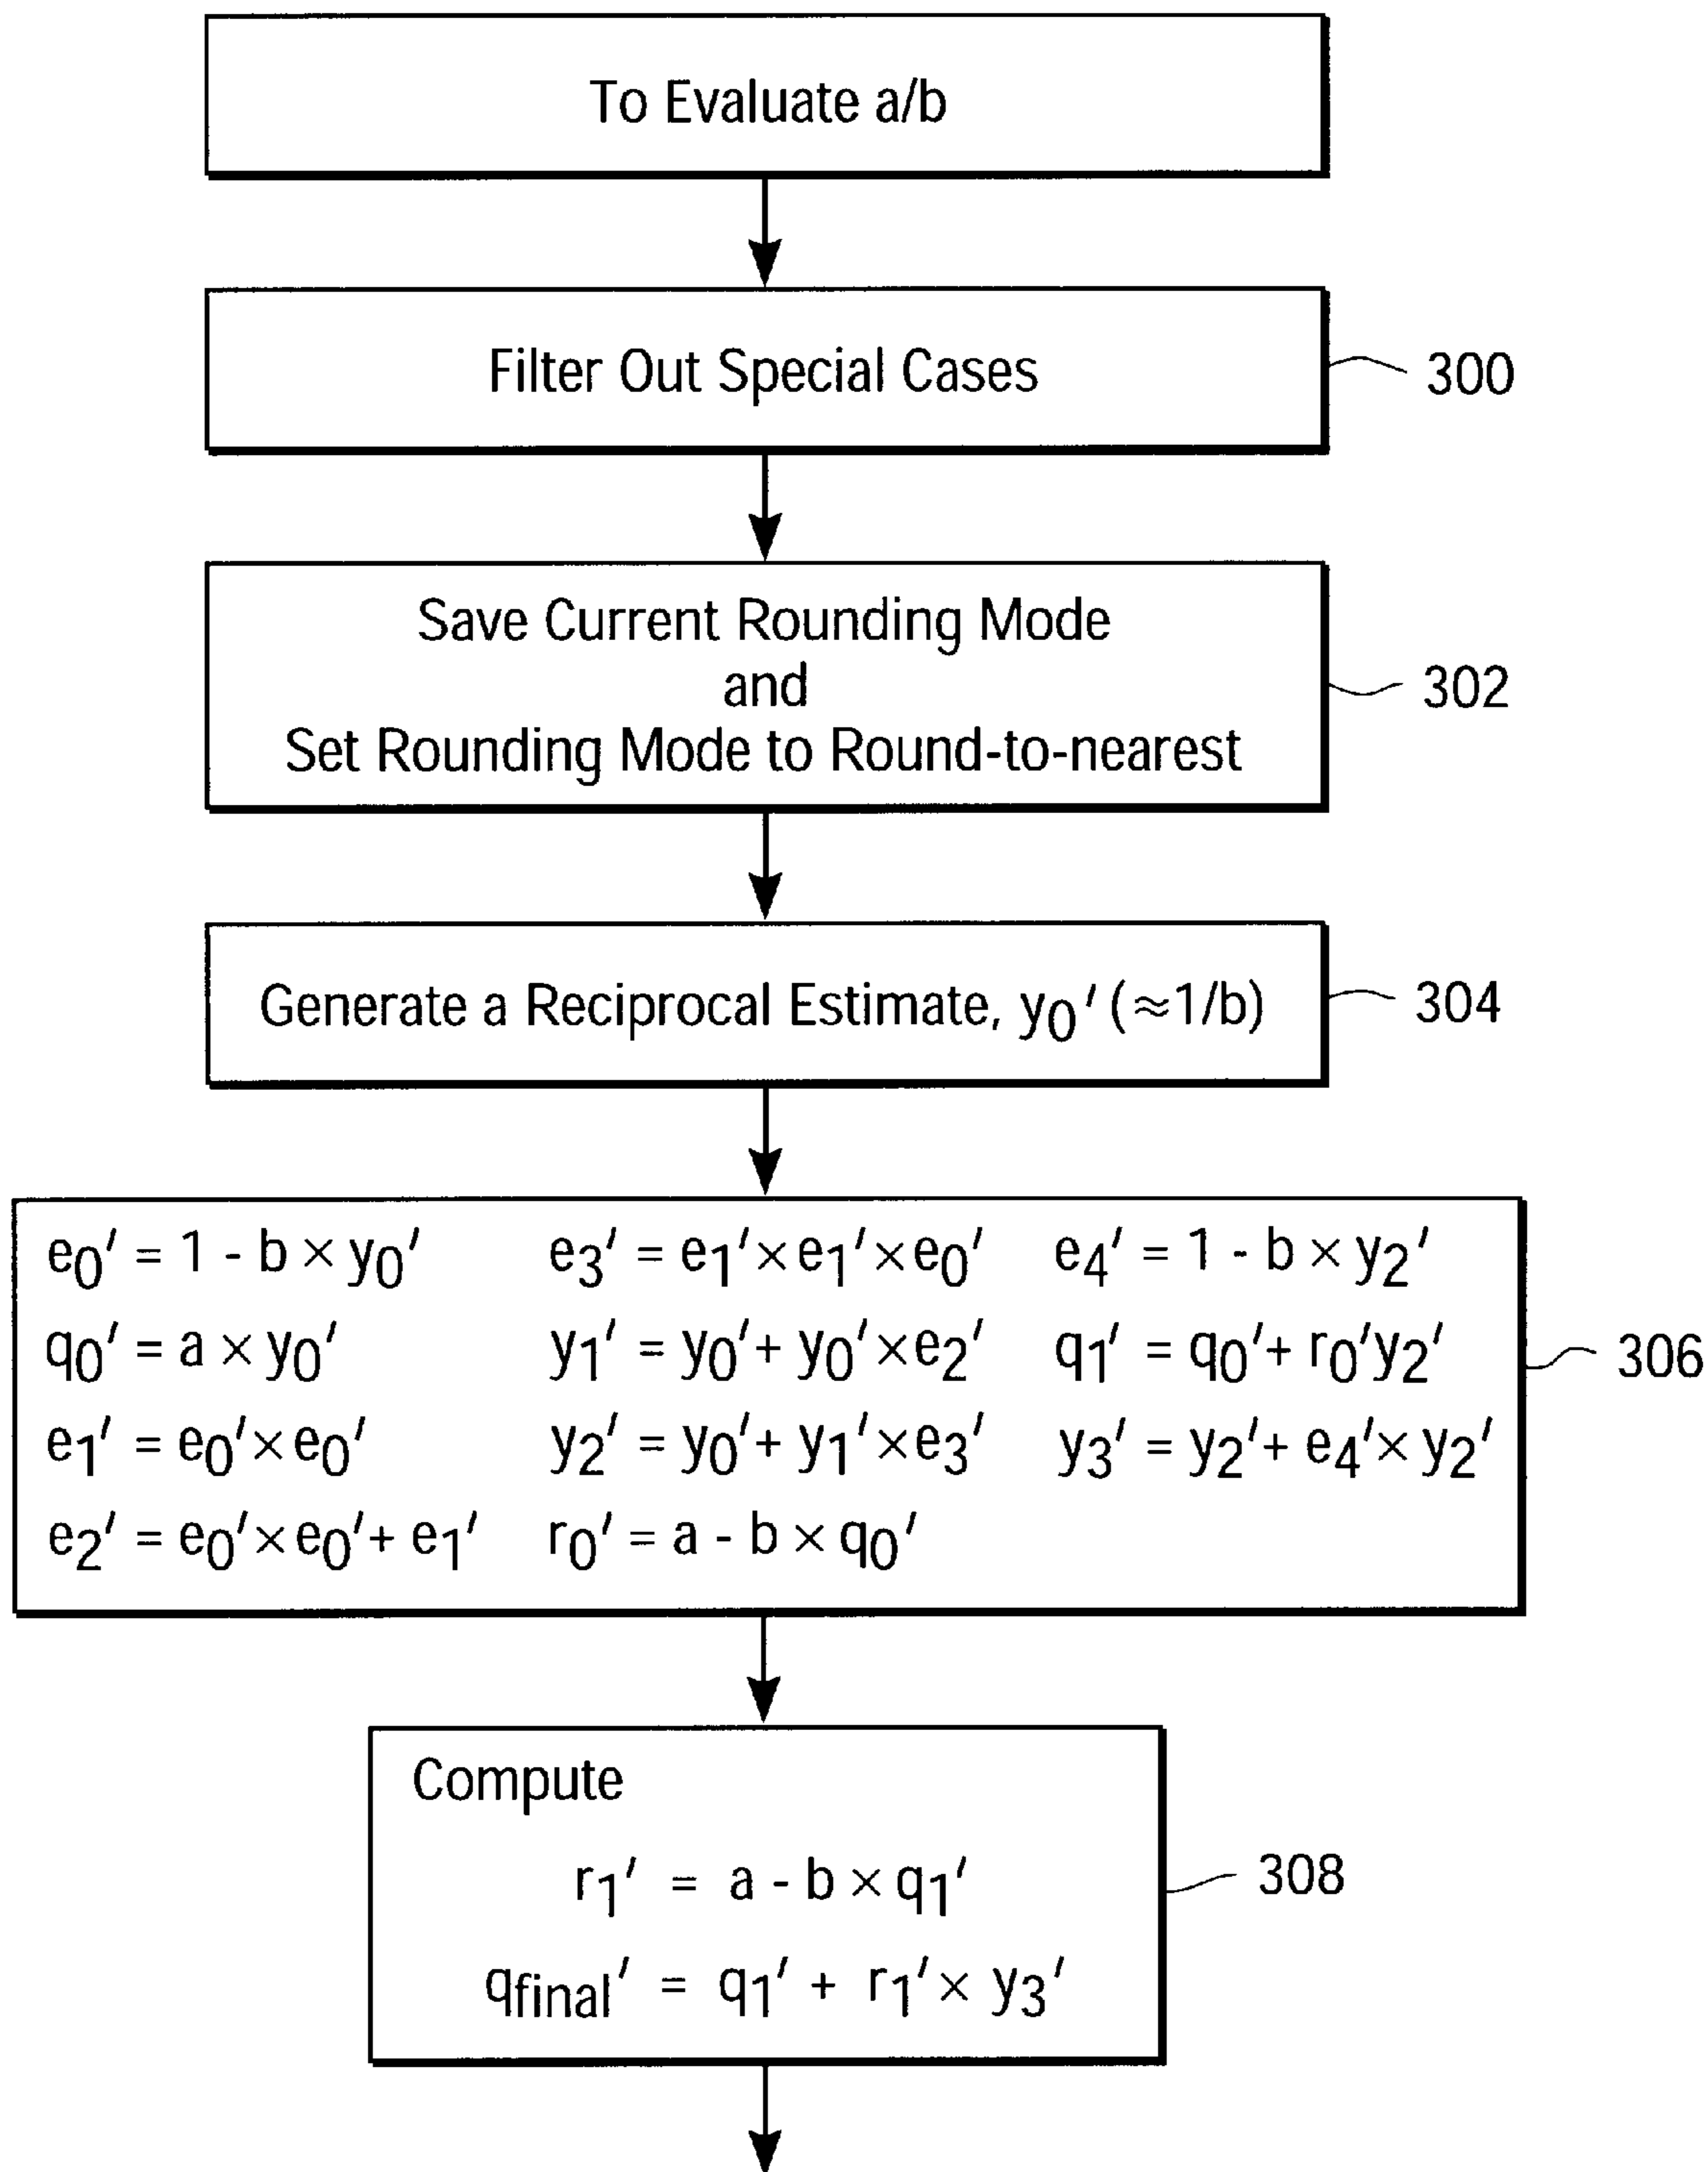 To Evaluate a/b
Filter Out Special Cases
300
Save Current Rounding Mode
and
Set Rounding Mode to Round-to-nearest
302
Generate a Reciprocal Estimate, y₀′ (≈1/b)
304
e₀′ = 1 - b × y₀′
q₀′ = a × y₀′
e₁′ = e₀′×e₀′
e₂′ = e₀′×e₀′+ e₁′
e₃′ = e₁′×e₁′×e₀′
y₁′ = y₀′+ y₀′×e₂′
y₂′ = y₀′+ y₁′×e₃′
r₀′ = a - b × q₀′
e₄′ = 1 - b × y₂′
q₁′ = q₀′+ r₀′y₂′
y₃′ = y₂′+ e₄′× y₂′
306
Compute
r₁′ = a - b × q₁′
q_final′ = q₁′ + r₁′× y₃′
308